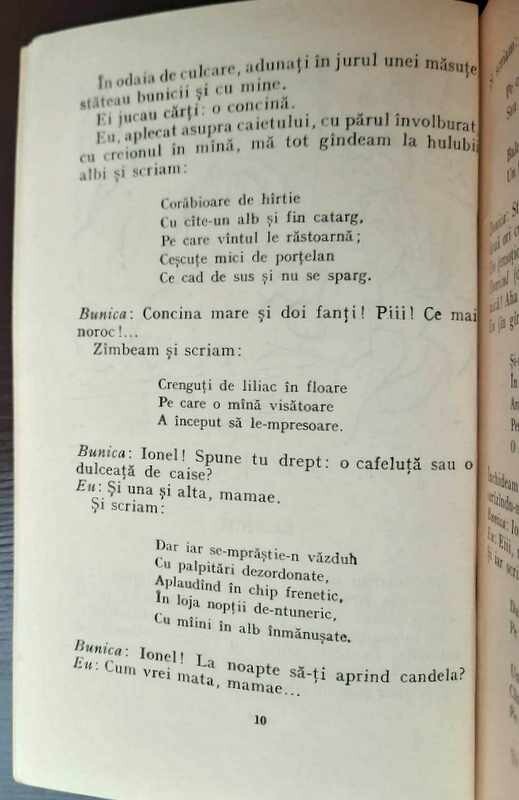 În odaia de culcare, adunați în jurul unei măsuțe
stăteau bunicii și cu mine.
Ei jucau cărți: o concină.
Eu, aplecat asupra caietului, cu părul învolburat,
cu creionul în mînă, mă tot gîndeam la hulubii
albi și scriam:
Corăbioare de hîrtie
Cu cîte-un alb și fin catarg,
Pe care vîntul le răstoarnă;
Ceșcuțe mici de porțelan
Ce cad de sus și nu se sparg.
Bunica: Concina mare și doi fanți! Piii! Ce mai
noroc!...
Zîmbeam și scriam:
Crenguți de liliac în floare
Pe care o mînă visătoare
A început să le-mpresoare.
Bunica: Ionel! Spune tu drept: o cafeluță sau o
dulceață de caise?
Eu: Și una și alta, mamae.
Și scriam:
Dar iar se-mprăștie-n văzduh
Cu palpitări dezordonate,
Aplaudînd în chip frenetic,
În loja nopții de-ntuneric,
Cu mîini în alb înmănușate.
Bunica: Ionel! La noapte să-ți aprind candela?
Eu: Cum vrei mata, mamae...
10